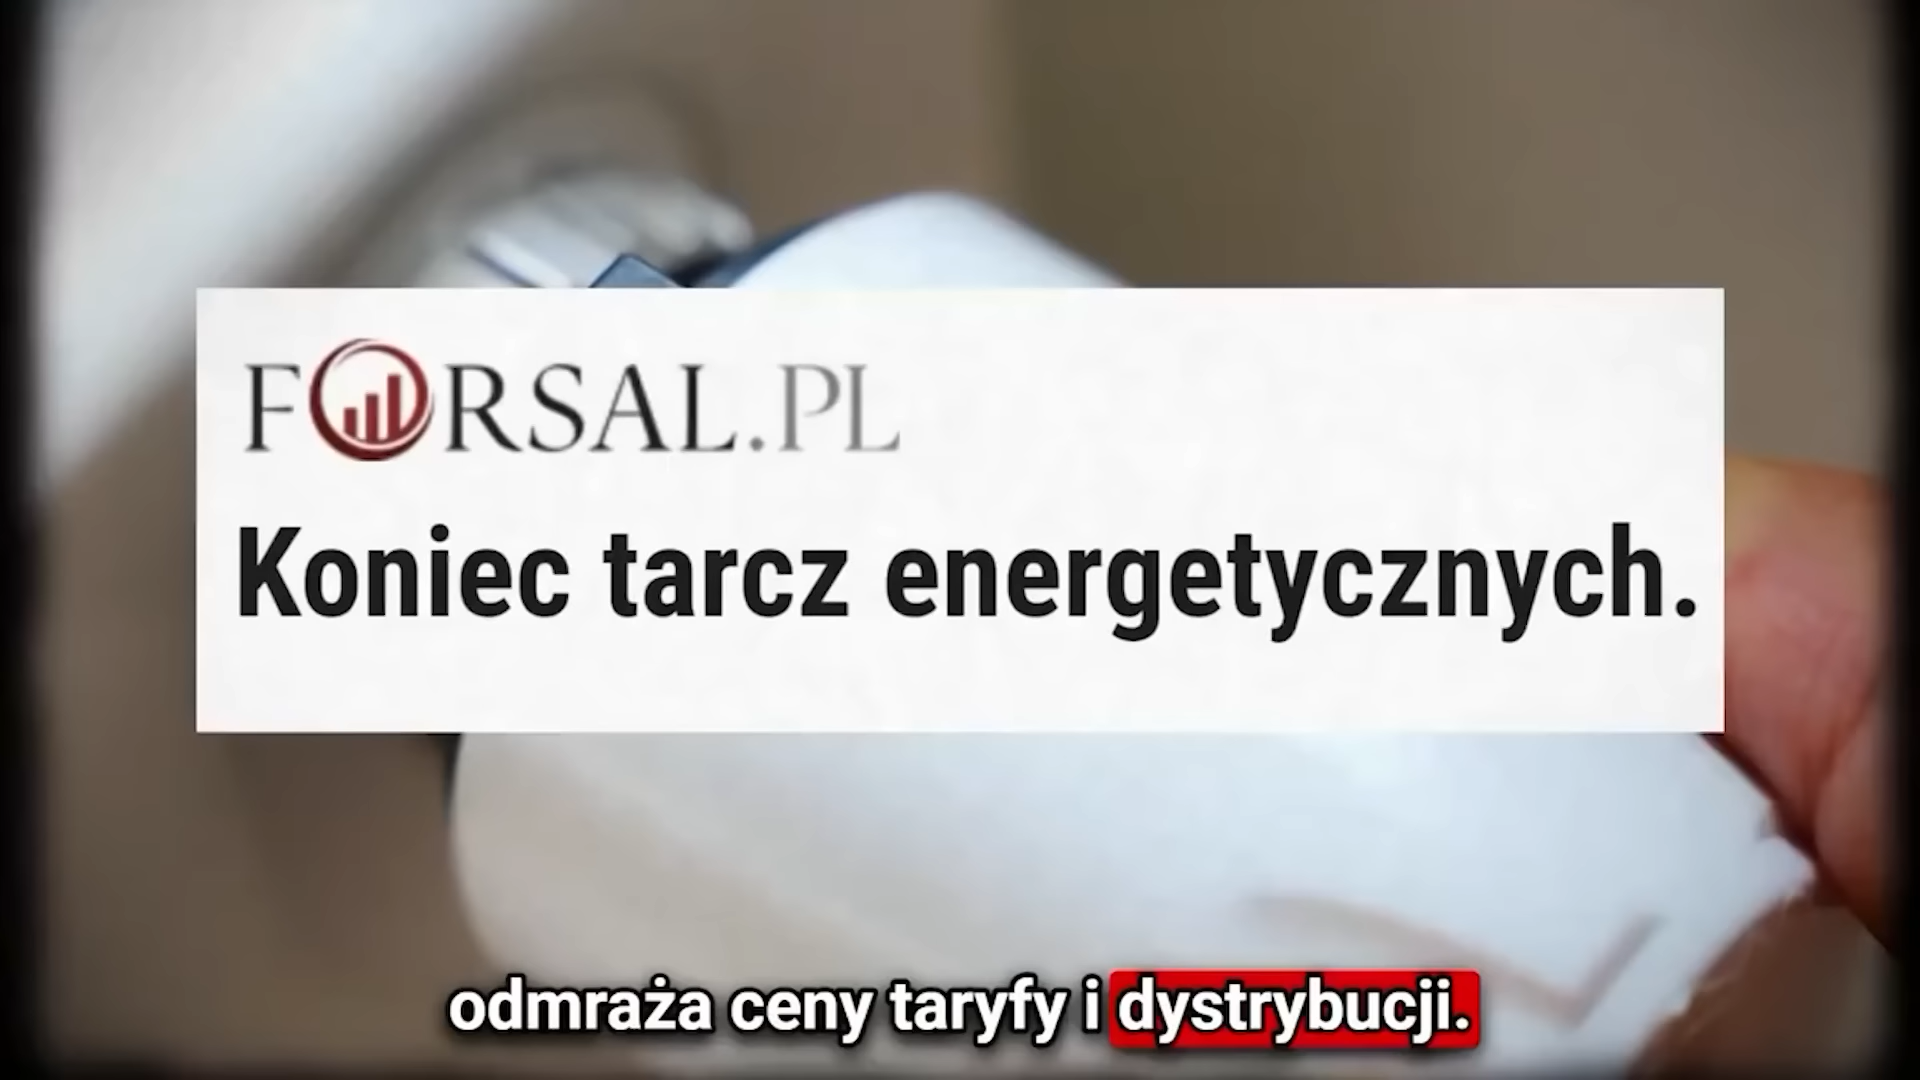 FORSAL.PL
Koniec tarcz energetycznych.
odmraża ceny taryfy i dystrybucji.